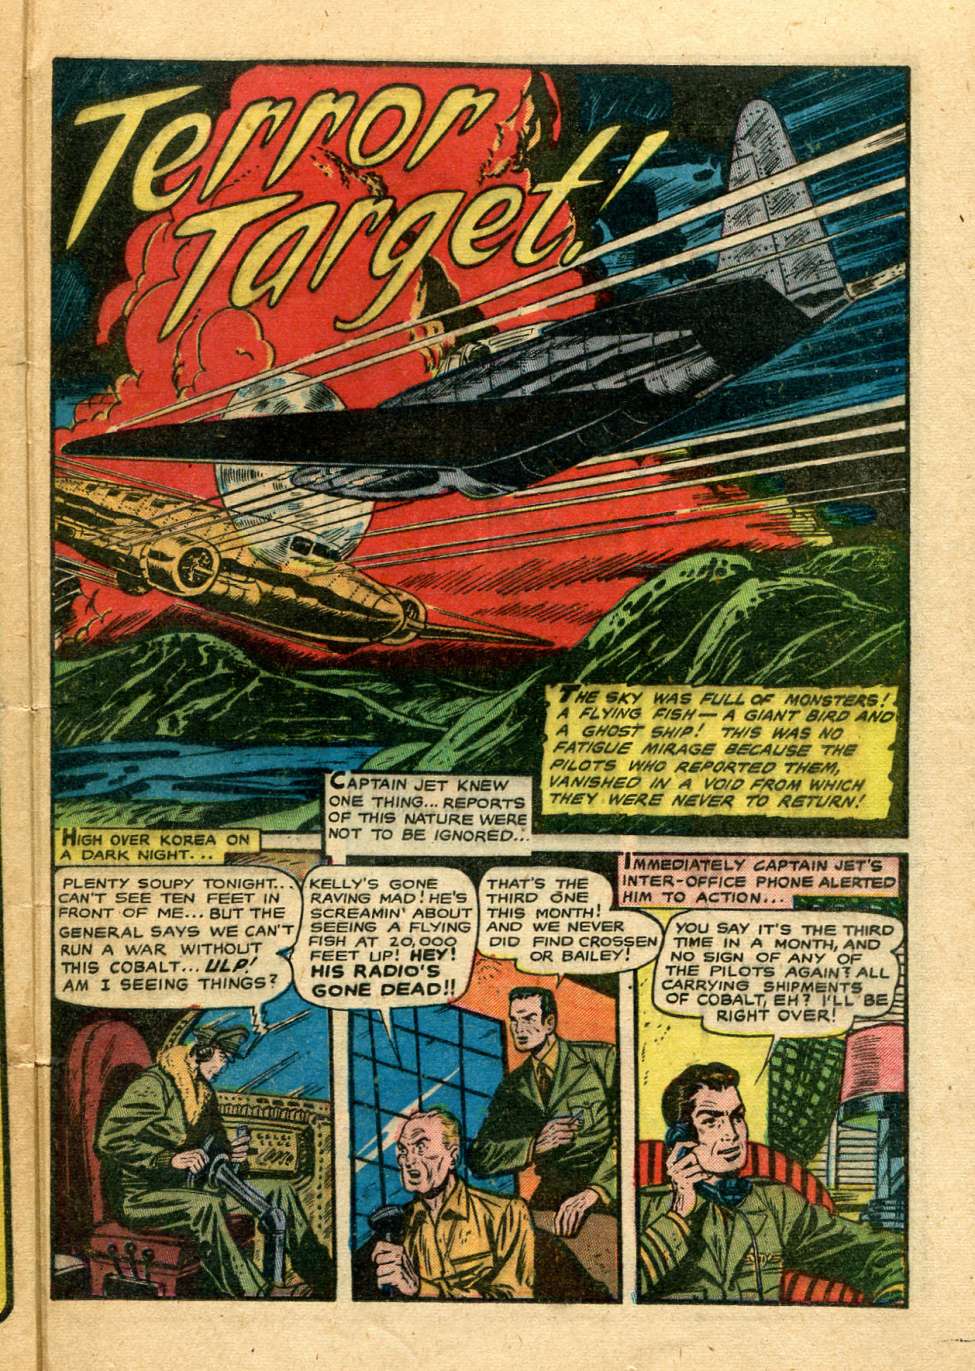 Terror
Target!
THE SKY WAS FULL OF MONSTERS!
A FLYING FISH — A GIANT BIRD AND
A GHOST SHIP! THIS WAS NO
FATIGUE MIRAGE BECAUSE THE
PILOTS WHO REPORTED THEM,
VANISHED IN A VOID FROM WHICH
THEY WERE NEVER TO RETURN!
HIGH OVER KOREA ON
A DARK NIGHT...
PLENTY SOUPY TONIGHT...
CAN'T SEE TEN FEET IN
FRONT OF ME... BUT THE
GENERAL SAYS WE CAN'T
RUN A WAR WITHOUT
THIS COBALT... ULP!
AM I SEEING THINGS?
CAPTAIN JET KNEW
ONE THING... REPORTS
OF THIS NATURE WERE
NOT TO BE IGNORED...
KELLY'S GONE
RAVING MAD! HE'S
SCREAMIN' ABOUT
SEEING A FLYING
FISH AT 20,000
FEET UP! HEY!
HIS RADIO'S
GONE DEAD!!
THAT'S THE
THIRD ONE
THIS MONTH!
AND WE NEVER
DID FIND CROSSEN
OR BAILEY!
IMMEDIATELY CAPTAIN JET'S
INTER-OFFICE PHONE ALERTED
HIM TO ACTION...
YOU SAY IT'S THE THIRD
TIME IN A MONTH, AND
NO SIGN OF ANY OF
THE PILOTS AGAIN? ALL
CARRYING SHIPMENTS
OF COBALT, EH? I'LL BE
RIGHT OVER!